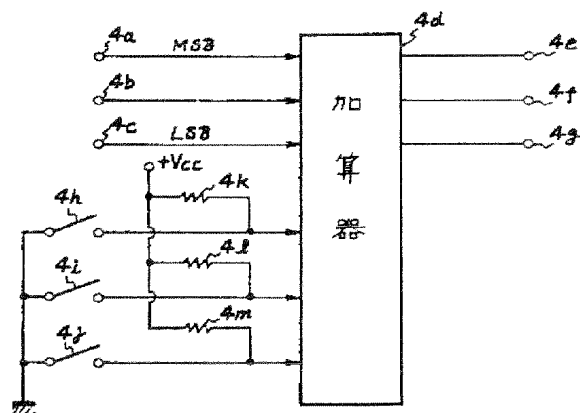 4a MSB 4d 4e
4b 4f
4c LSB 4g
+Vcc
4k
4h
4l
4i
4m
4j
加算器